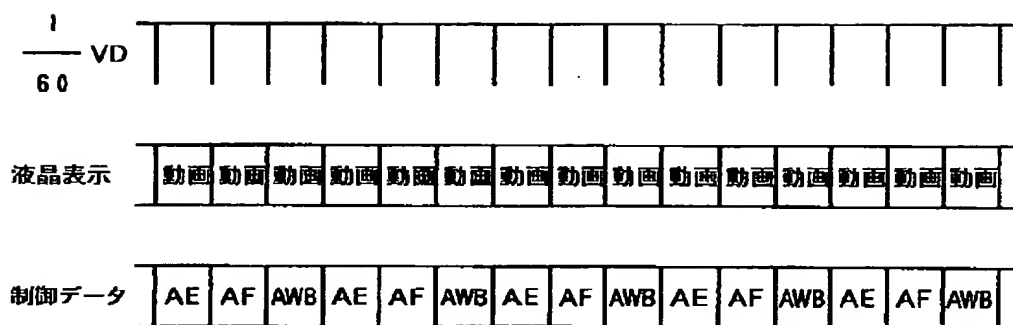 1
VD
60
液晶表示 動画 動画 動画 動画 動画 動画 動画 動画 動画 動画 動画 動画 動画 動画 動画
制御データ AE AF AWB AE AF AWB AE AF AWB AE AF AWB AE AF AWB